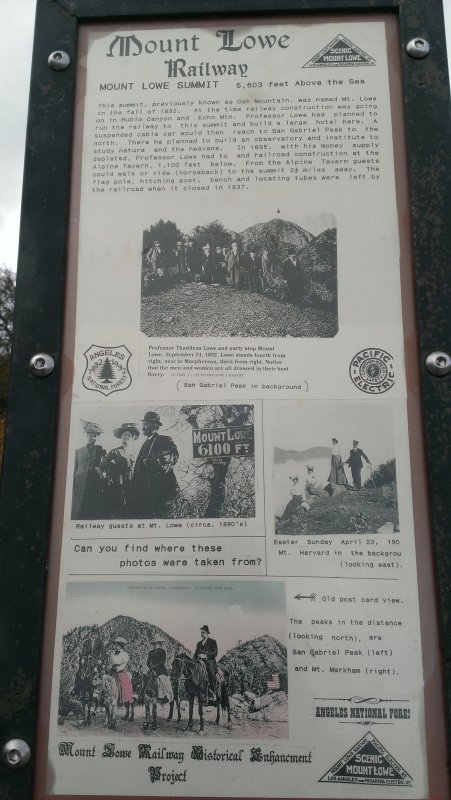 Mount Lowe
Railway
SCENIC
MOUNT LOWE
MOUNT LOWE SUMMIT 5,603 feet Above the Sea
This summit, previously known as Oak Mountain, was named Mt. Lowe
in the fall of 1892. At the time railway construction was going
on in Rubio Canyon and Echo Mtn. Professor Lowe had planned to
run the railway to this summit and build a large hotel here. A
suspended cable car would then reach to San Gabriel Peak to the
north. There he planned to build an observatory and institute to
study nature and the heavens. In 1895, with his money supply
depleted, Professor Lowe had to end railroad construction at the
Alpine Tavern, 1,100 feet below. From the Alpine Tavern guests
could walk or ride (horseback) to the summit 2½ miles away. The
flag pole, hitching post, bench and locating tubes were left by
the railroad when it closed in 1937.
Professor Thaddeus Lowe and party atop Mount
Lowe, September 24, 1892. Lowe stands fourth from
right, next to Macpherson, third from right. Notice
that the men and women are all dressed in their best
finery. HENRY E. HUNTINGTON LIBRARY
(San Gabriel Peak in background)
ANGELES
1892 1992
NATIONAL FOREST
PACIFIC
ELECTRIC
MOUNT LOWE
6100 FT
Railway guests at Mt. Lowe (circa. 1890's)
Easter Sunday April 23, 190
Mt. Harvard in the backgrou
(looking east).
Can you find where these
photos were taken from?
Old post card view.
The peaks in the distance
(looking north), are
San Gabriel Peak (left)
and Mt. Markham (right).
ANGELES NATIONAL FORES
Mount Lowe Railway Historical Enhancment
Project
SCENIC
MOUNT LOWE
LOS ANGELES AND PASADENA ELECTRIC RY.